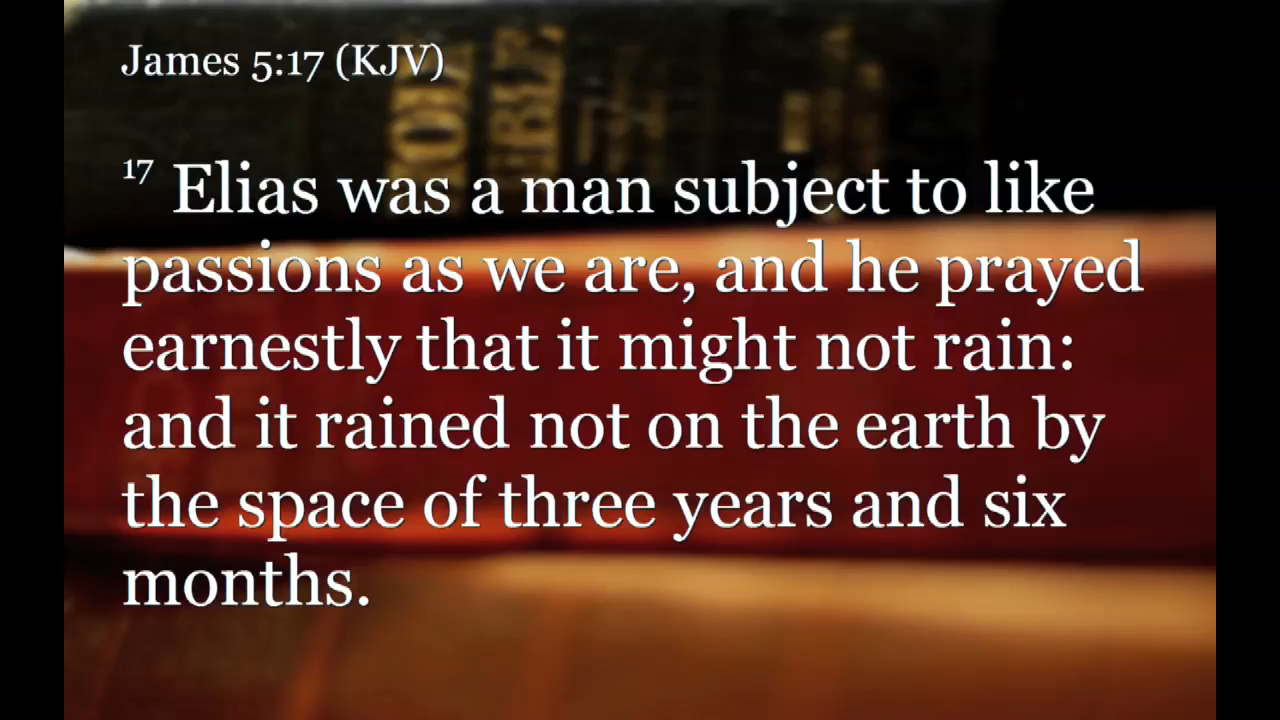 James 5:17 (KJV)
17 Elias was a man subject to like
passions as we are, and he prayed
earnestly that it might not rain:
and it rained not on the earth by
the space of three years and six
months.